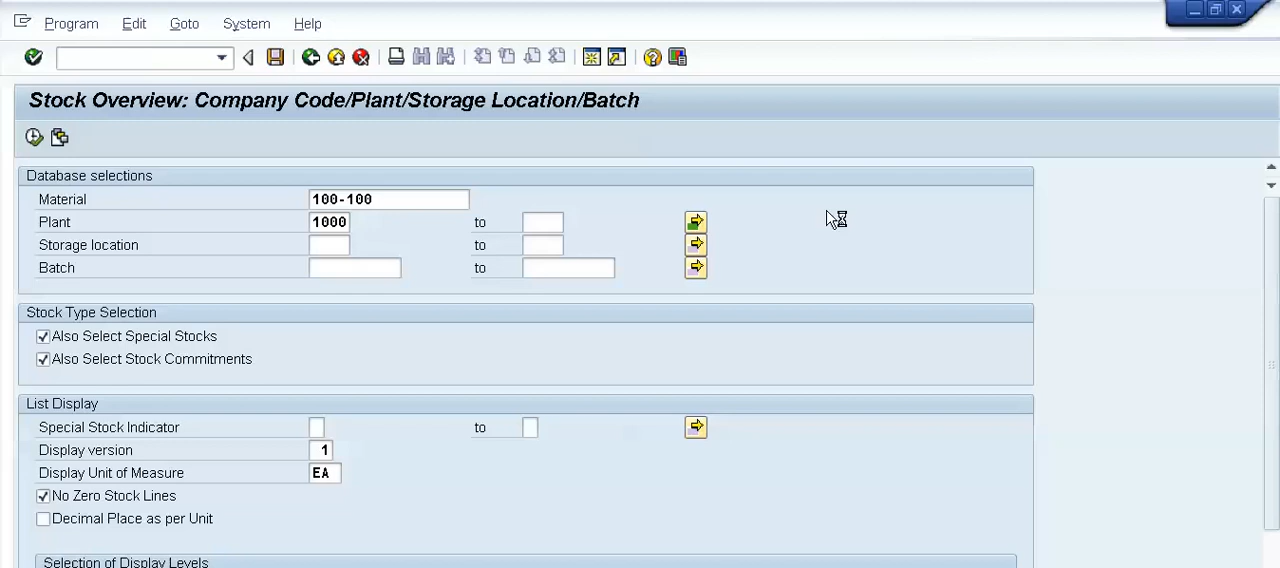 Program Edit Goto System Help
Stock Overview: Company Code/Plant/Storage Location/Batch
Database selections
Material 100-100
Plant 1000 to
Storage location to
Batch to
Stock Type Selection
Also Select Special Stocks
Also Select Stock Commitments
List Display
Special Stock Indicator to
Display version 1
Display Unit of Measure EA
No Zero Stock Lines
Decimal Place as per Unit
Selection of Display Levels